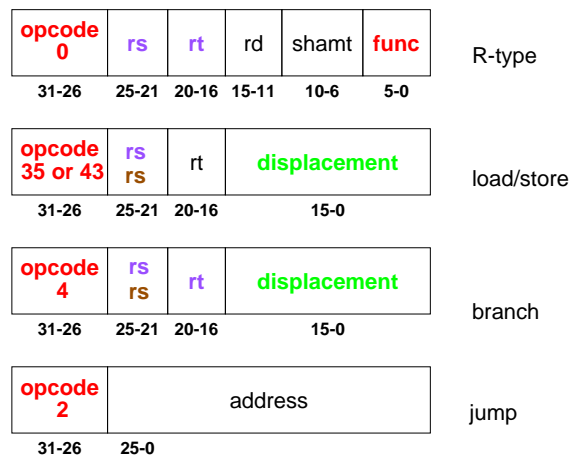 opcode
0
rs
rt
rd
shamt
func
R-type
31-26
25-21
20-16
15-11
10-6
5-0
opcode
35 or 43
rs
rs
rt
displacement
load/store
31-26
25-21
20-16
15-0
opcode
4
rs
rs
rt
displacement
branch
31-26
25-21
20-16
15-0
opcode
2
address
jump
31-26
25-0